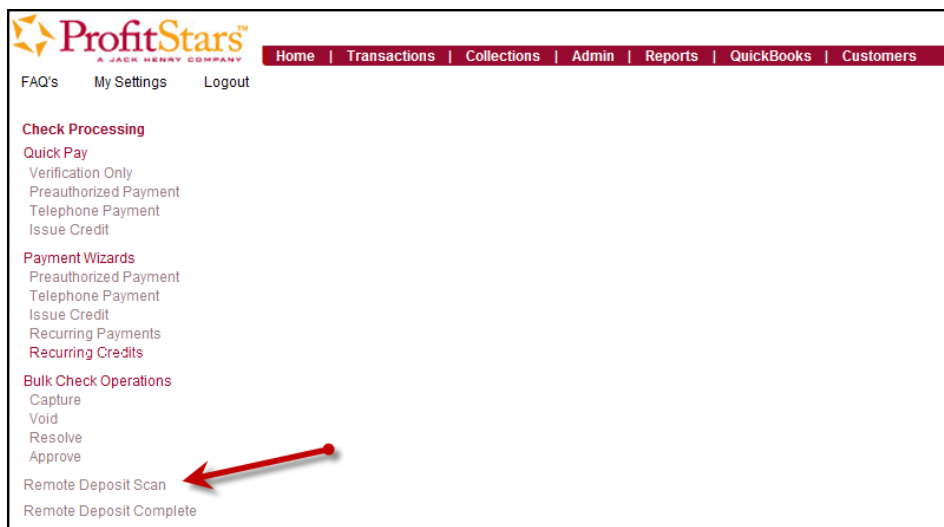 ProfitStars™
A JACK HENRY COMPANY
Home | Transactions | Collections | Admin | Reports | QuickBooks | Customers
FAQ's My Settings Logout
Check Processing
Quick Pay
Verification Only
Preauthorized Payment
Telephone Payment
Issue Credit
Payment Wizards
Preauthorized Payment
Telephone Payment
Issue Credit
Recurring Payments
Recurring Credits
Bulk Check Operations
Capture
Void
Resolve
Approve
Remote Deposit Scan
Remote Deposit Complete